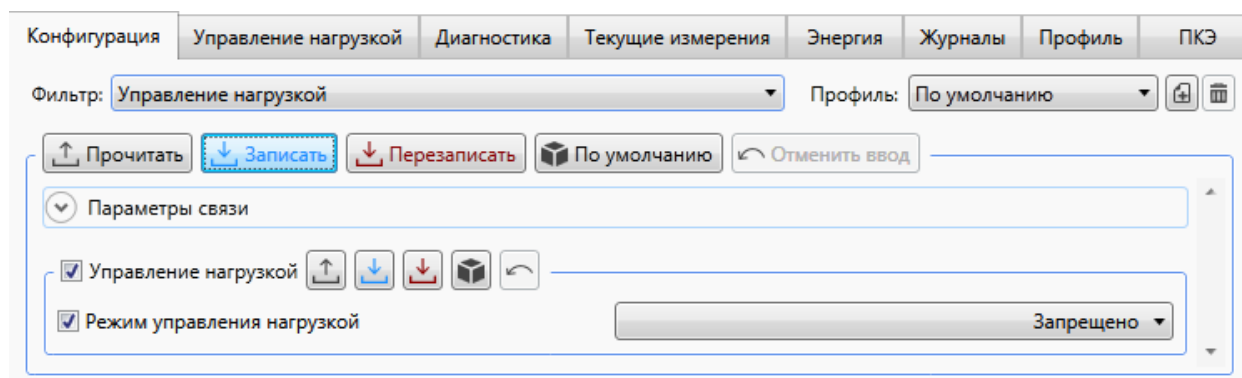 Конфигурация Управление нагрузкой Диагностика Текущие измерения Энергия Журналы Профиль ПКЭ
Фильтр: Управление нагрузкой Профиль: По умолчанию
Прочитать Записать Перезаписать По умолчанию Отменить ввод
Параметры связи
Управление нагрузкой
Режим управления нагрузкой Запрещено